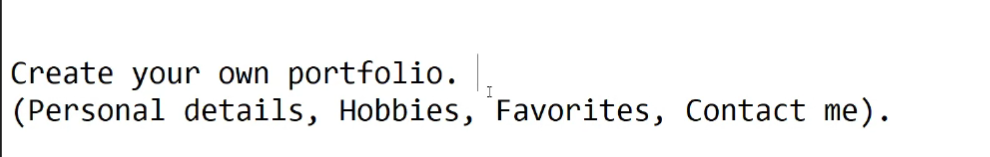 Create your own portfolio.
(Personal details, Hobbies, Favorites, Contact me).